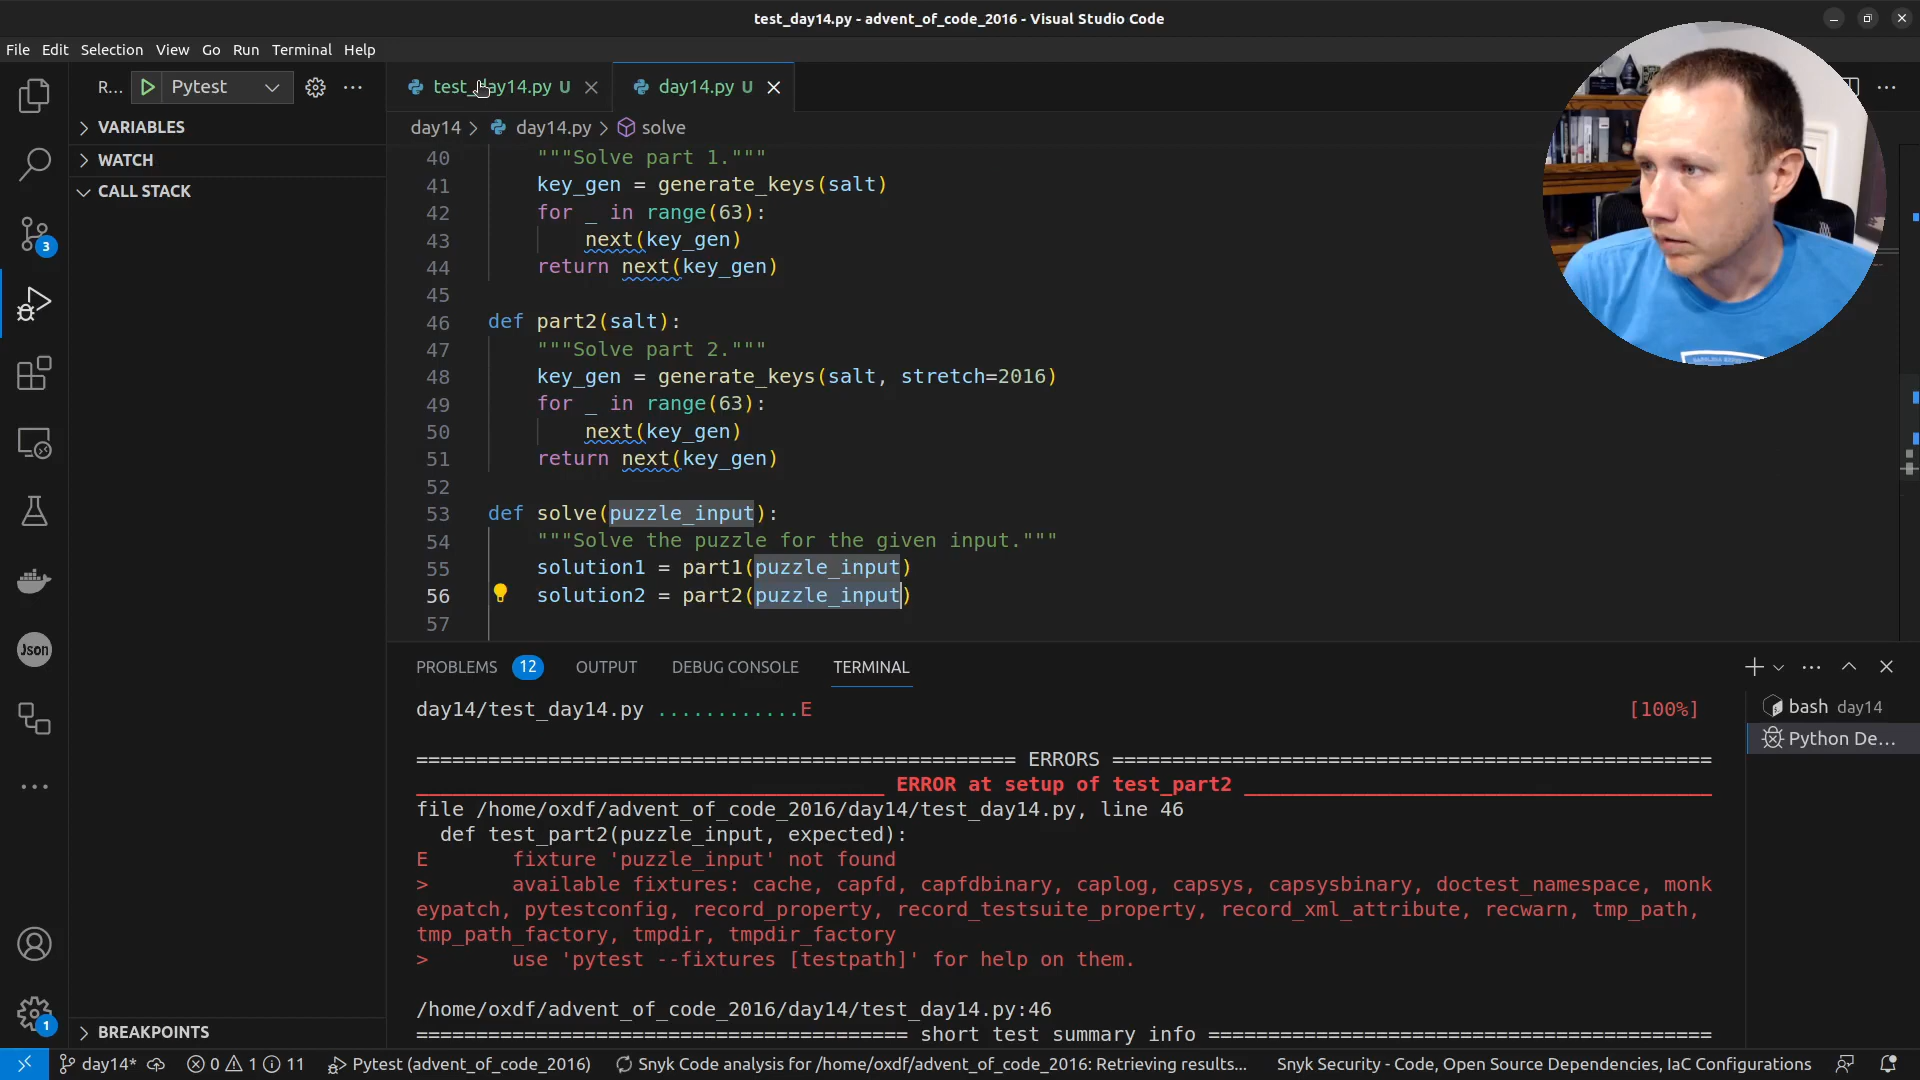 test_day14.py - advent_of_code_2016 - Visual Studio Code
File Edit Selection View Go Run Terminal Help
R... Pytest
test_day14.py U
day14.py U
VARIABLES
WATCH
CALL STACK
BREAKPOINTS
3
Json
1
day14 > day14.py > solve
40 """Solve part 1."""
41 key_gen = generate_keys(salt)
42 for _ in range(63):
43 next(key_gen)
44 return next(key_gen)
45
46 def part2(salt):
47 """Solve part 2."""
48 key_gen = generate_keys(salt, stretch=2016)
49 for _ in range(63):
50 next(key_gen)
51 return next(key_gen)
52
53 def solve(puzzle_input):
54 """Solve the puzzle for the given input."""
55 solution1 = part1(puzzle_input)
56 solution2 = part2(puzzle_input)
57
PROBLEMS 12 OUTPUT DEBUG CONSOLE TERMINAL
bash day14
Python De...
day14/test_day14.py ............E [100%]
============================================== ERRORS ==============================================
_______________________________________ ERROR at setup of test_part2 _______________________________________
file /home/oxdf/advent_of_code_2016/day14/test_day14.py, line 46
def test_part2(puzzle_input, expected):
E fixture 'puzzle_input' not found
> available fixtures: cache, capfd, capfdbinary, caplog, capsys, capsysbinary, doctest_namespace, monk
eypatch, pytestconfig, record_property, record_testsuite_property, record_xml_attribute, recwarn, tmp_path,
tmp_path_factory, tmpdir, tmpdir_factory
> use 'pytest --fixtures [testpath]' for help on them.
/home/oxdf/advent_of_code_2016/day14/test_day14.py:46
========================================= short test summary info ==========================================
day14* 0 1 11 Pytest (advent_of_code_2016) Snyk Code analysis for /home/oxdf/advent_of_code_2016: Retrieving results... Snyk Security - Code, Open Source Dependencies, IaC Configurations